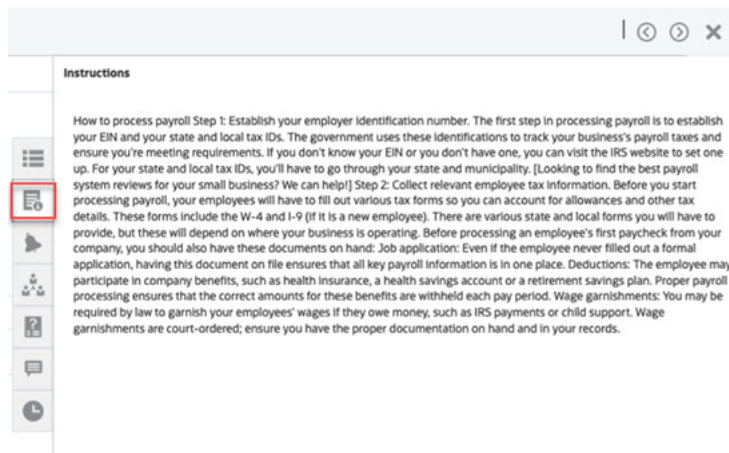 Instructions
How to process payroll Step 1: Establish your employer identification number. The first step in processing payroll is to establish
your EIN and your state and local tax IDs. The government uses these identifications to track your business's payroll taxes and
ensure you're meeting requirements. If you don't know your EIN or you don't have one, you can visit the IRS website to set one
up. For your state and local tax IDs, you'll have to go through your state and municipality. [Looking to find the best payroll
system reviews for your small business? We can help!] Step 2: Collect relevant employee tax information. Before you start
processing payroll, your employees will have to fill out various tax forms so you can account for allowances and other tax
details. These forms include the W-4 and I-9 (if it is a new employee). There are various state and local forms you will have to
provide, but these will depend on where your business is operating. Before processing an employee's first paycheck from your
company, you should also have these documents on hand: Job application: Even if the employee never filled out a formal
application, having this document on file ensures that all key payroll information is in one place. Deductions: The employee may
participate in company benefits, such as health insurance, a health savings account or a retirement savings plan. Proper payroll
processing ensures that the correct amounts for these benefits are withheld each pay period. Wage garnishments: You may be
required by law to garnish your employees' wages if they owe money, such as IRS payments or child support. Wage
garnishments are court-ordered; ensure you have the proper documentation on hand and in your records.